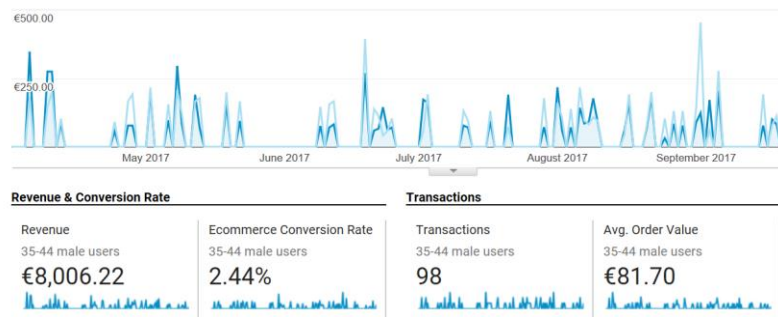 €500.00
€250.00
May 2017 June 2017 July 2017 August 2017 September 2017
Revenue & Conversion Rate Transactions
Revenue Ecommerce Conversion Rate Transactions Avg. Order Value
35-44 male users 35-44 male users 35-44 male users 35-44 male users
€8,006.22 2.44% 98 €81.70